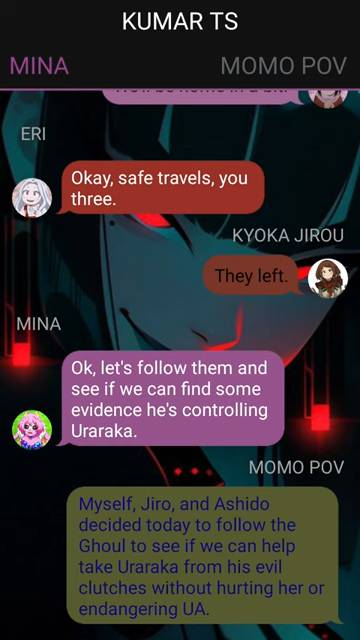 KUMAR TS
MINA
MOMO POV
ERI
Okay, safe travels, you
three.
KYOKA JIROU
They left.
MINA
Ok, let's follow them and
see if we can find some
evidence he's controlling
Uraraka.
MOMO POV
Myself, Jiro, and Ashido
decided today to follow the
Ghoul to see if we can help
take Uraraka from his evil
clutches without hurting her or
endangering UA.